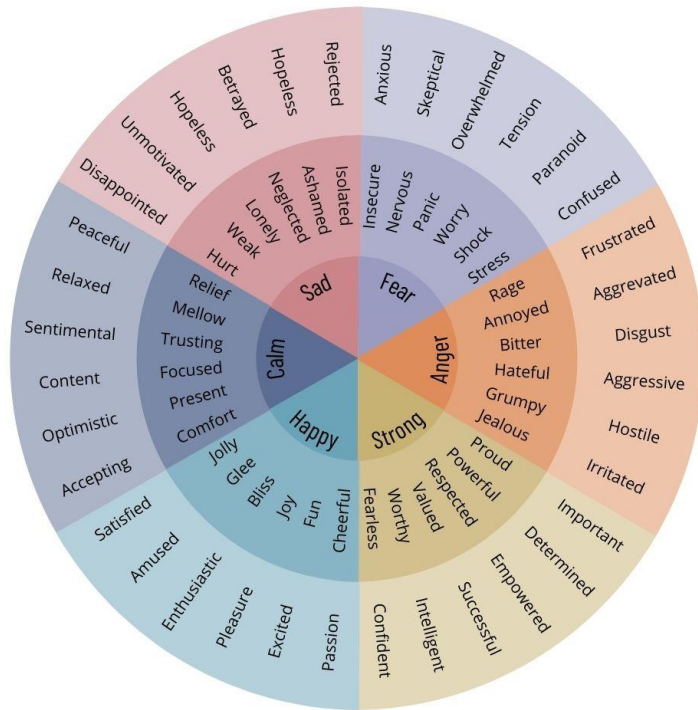 Sad
Fear
Anger
Strong
Happy
Calm
Hurt
Weak
Lonely
Neglected
Ashamed
Isolated
Insecure
Nervous
Panic
Worry
Shock
Stress
Rage
Annoyed
Bitter
Hateful
Grumpy
Jealous
Proud
Powerful
Respected
Valued
Worthy
Fearless
Cheerful
Fun
Joy
Bliss
Glee
Jolly
Comfort
Present
Focused
Trusting
Mellow
Relief
Disappointed
Unmotivated
Hopeless
Betrayed
Hopeless
Rejected
Anxious
Skeptical
Overwhelmed
Tension
Paranoid
Confused
Frustrated
Aggrevated
Disgust
Aggressive
Hostile
Irritated
Important
Determined
Empowered
Successful
Intelligent
Confident
Passion
Excited
Pleasure
Enthusiastic
Amused
Satisfied
Accepting
Optimistic
Content
Sentimental
Relaxed
Peaceful